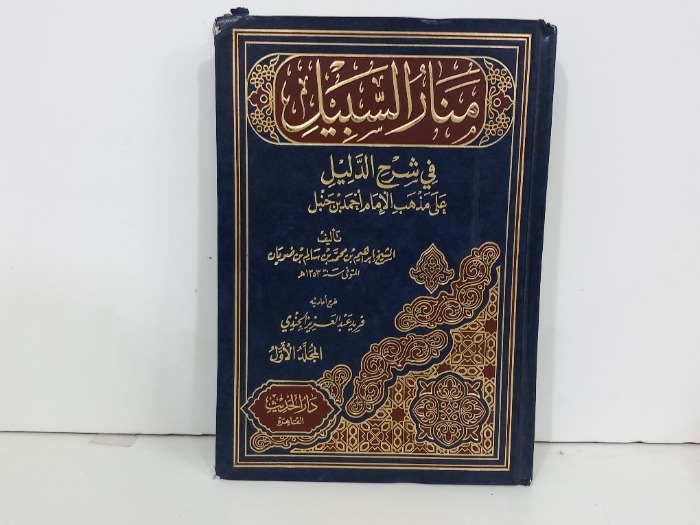 منار السبيل
في شرح الدليل
على مذهب الإمام أحمد بن حنبل
تأليف
الشيخ إبراهيم بن محمد بن سالم بن ضويان
المتوفى سنة ١٣٥٣هـ
خرج أحاديثه
فريد عبد العزيز الجندي
المجلد الأول
دار الحديث
القاهرة